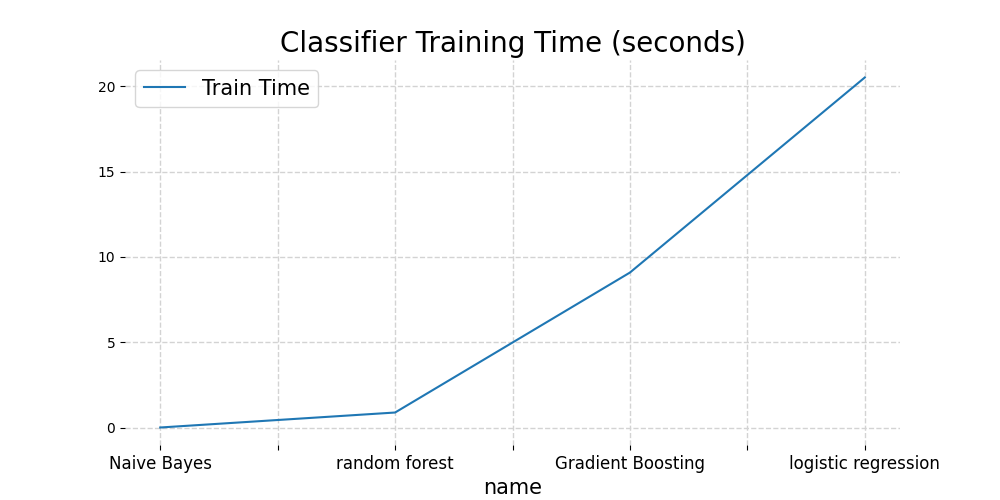 Classifier Training Time (seconds)
Train Time
20
15
10
5
0
Naive Bayes random forest Gradient Boosting logistic regression
name